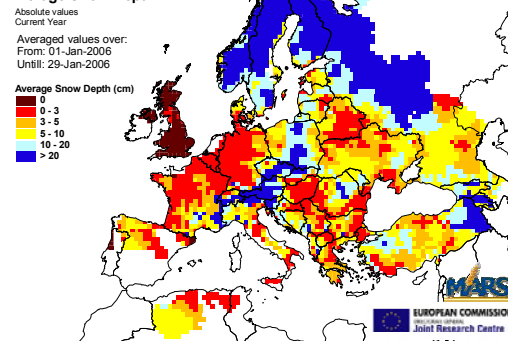 Absolute values
Current Year
Averaged values over:
From: 01-Jan-2006
Untill: 29-Jan-2006
Average Snow Depth (cm)
0
0 - 3
3 - 5
5 - 10
10 - 20
> 20
MARS
EUROPEAN COMMISSIO
Joint Research Centre